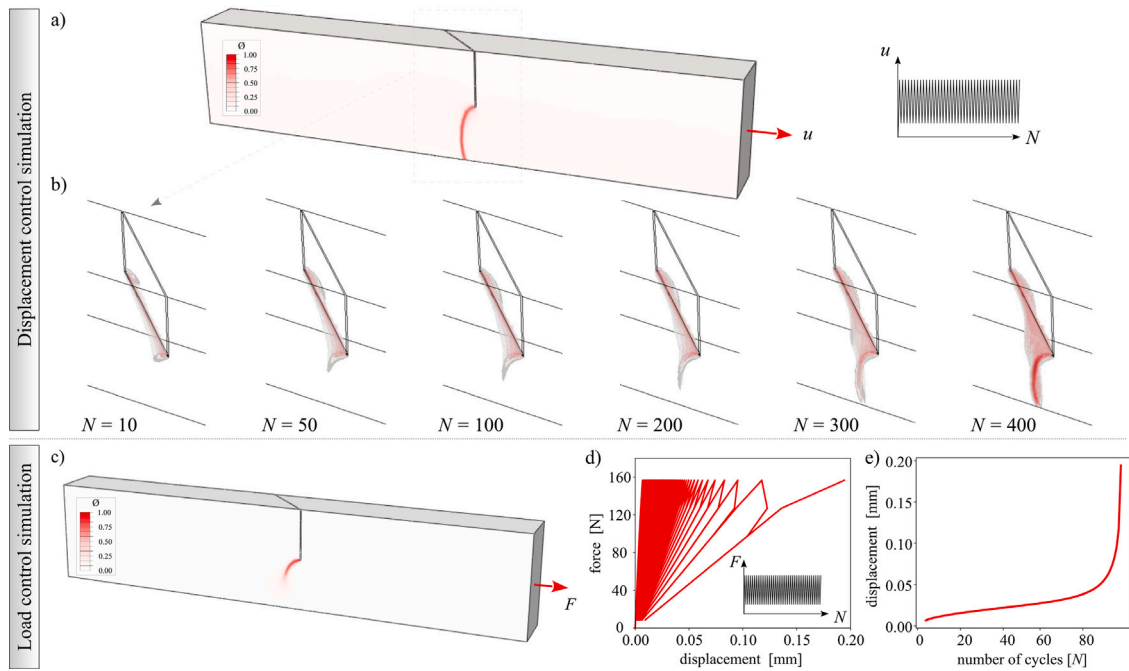 Displacement control simulation
a)
Ø
1.00
0.75
0.50
0.25
0.00
u
u
N
b)
N = 10
N = 50
N = 100
N = 200
N = 300
N = 400
Load control simulation
c)
Ø
1.00
0.75
0.50
0.25
0.00
F
d)
160
120
80
40
0
force [N]
F
N
0.00 0.05 0.10 0.15 0.20
displacement [mm]
e)
0.20
0.15
0.10
0.05
0.00
displacement [mm]
0 20 40 60 80
number of cycles [N]